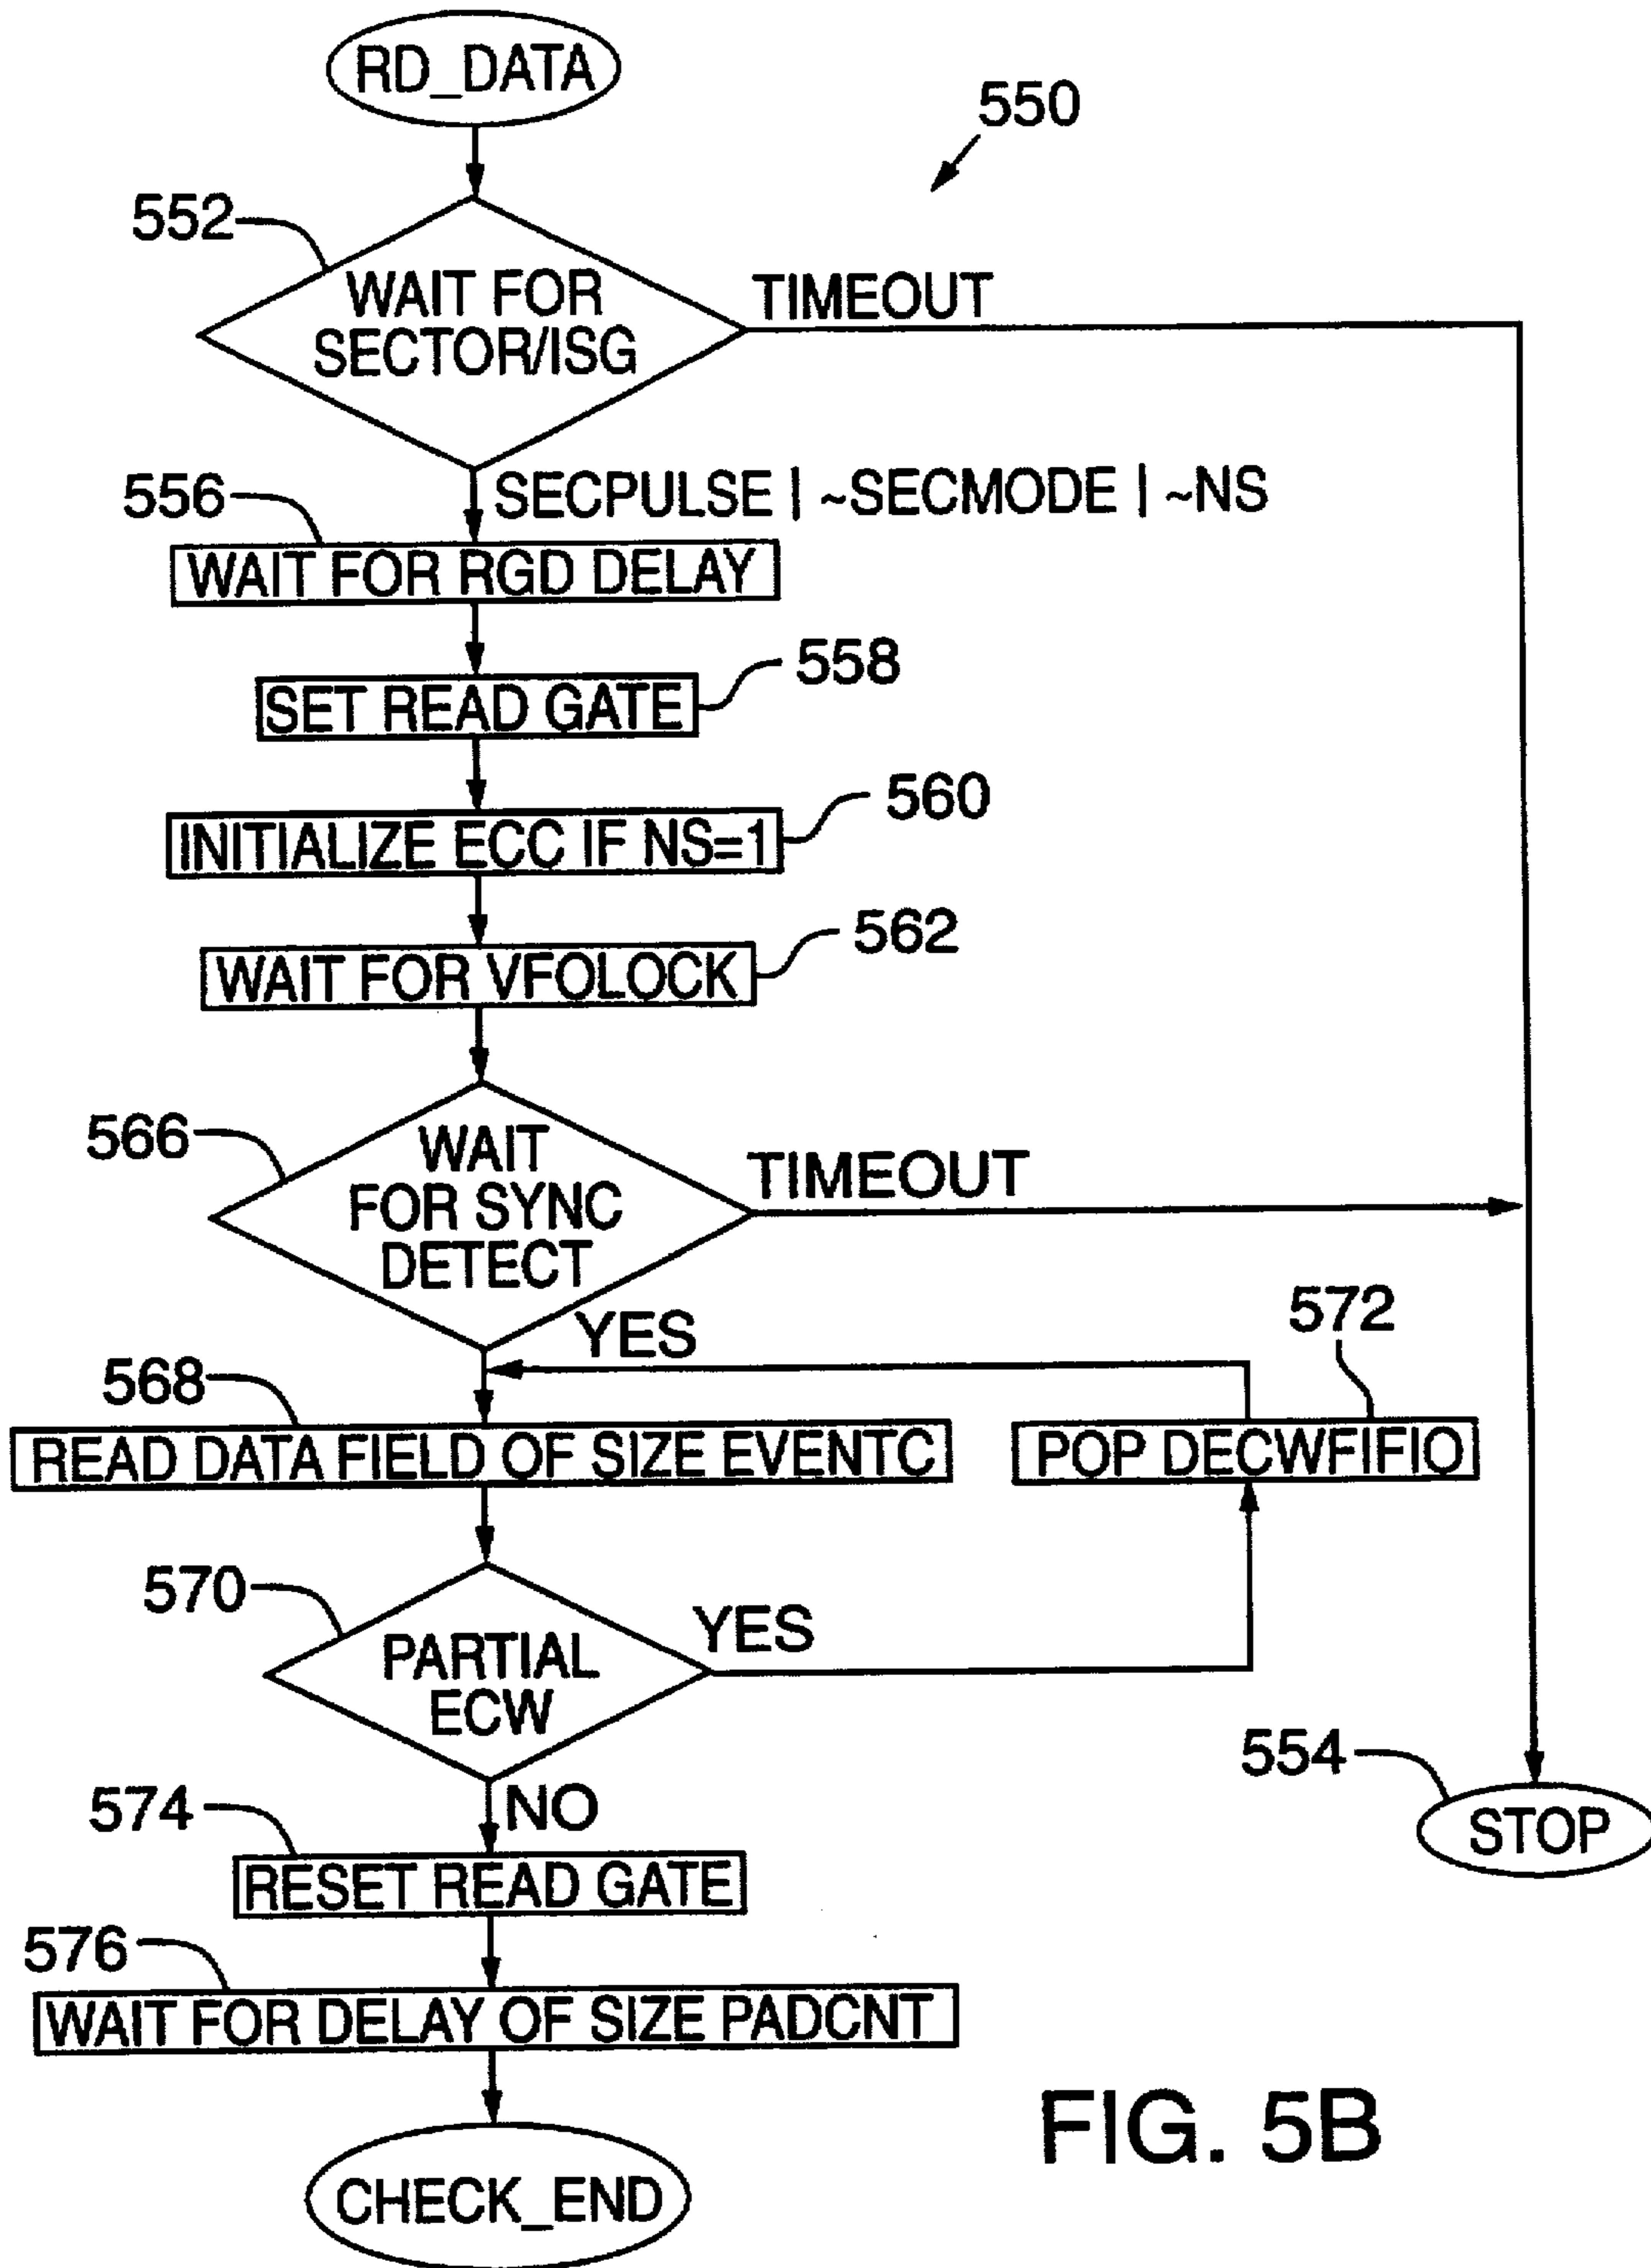 RD_DATA
550
552
WAIT FOR
SECTOR/ISG
TIMEOUT
SECPULSE | ~SECMODE | ~NS
556
WAIT FOR RGD DELAY
558
SET READ GATE
560
INITIALIZE ECC IF NS=1
562
WAIT FOR VFOLOCK
566
WAIT
FOR SYNC
DETECT
TIMEOUT
YES
572
568
READ DATA FIELD OF SIZE EVENTC
POP DECWFIFIO
570
PARTIAL
ECW
YES
554
STOP
574
NO
RESET READ GATE
576
WAIT FOR DELAY OF SIZE PADCNT
CHECK_END
FIG. 5B